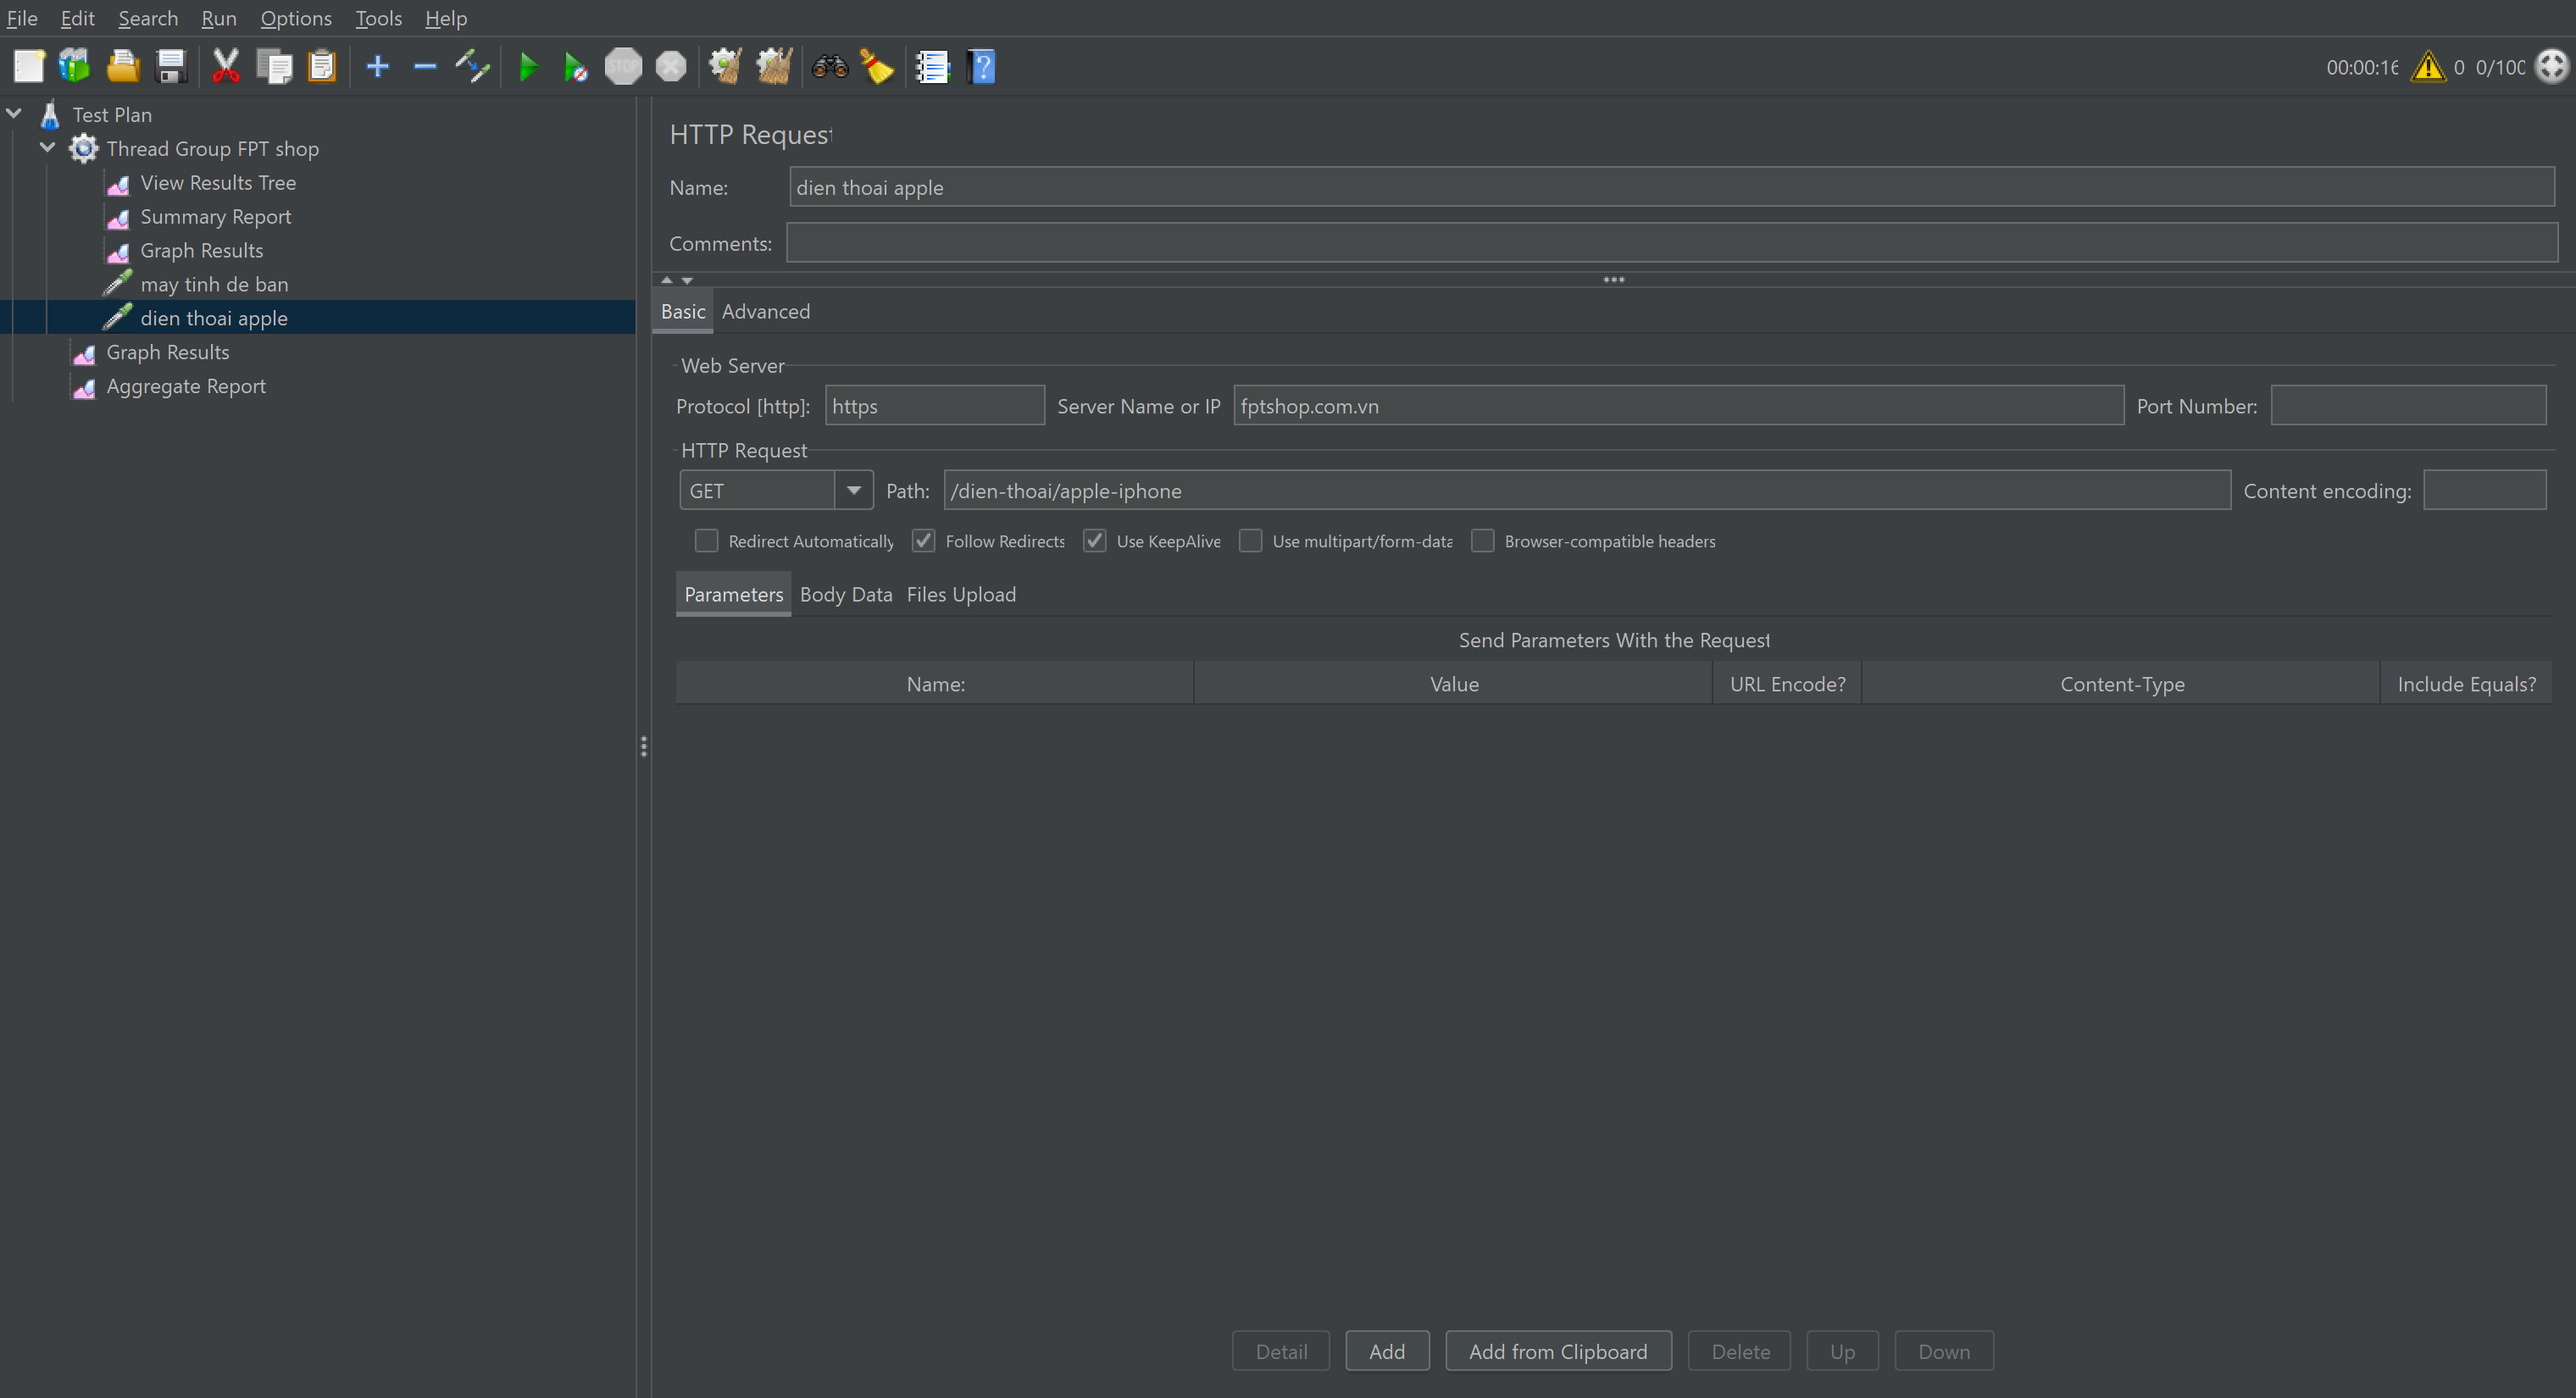 File Edit Search Run Options Tools Help
STOP
00:00:16 0 0/100
Test Plan
Thread Group FPT shop
View Results Tree
Summary Report
Graph Results
may tinh de ban
dien thoai apple
Graph Results
Aggregate Report
HTTP Request
Name: dien thoai apple
Comments:
Basic Advanced
Web Server
Protocol [http]: https Server Name or IP fptshop.com.vn Port Number:
HTTP Request
GET Path: /dien-thoai/apple-iphone Content encoding:
Redirect Automatically Follow Redirects Use KeepAlive Use multipart/form-data Browser-compatible headers
Parameters Body Data Files Upload
Send Parameters With the Request
Name: Value URL Encode? Content-Type Include Equals?
Detail Add Add from Clipboard Delete Up Down